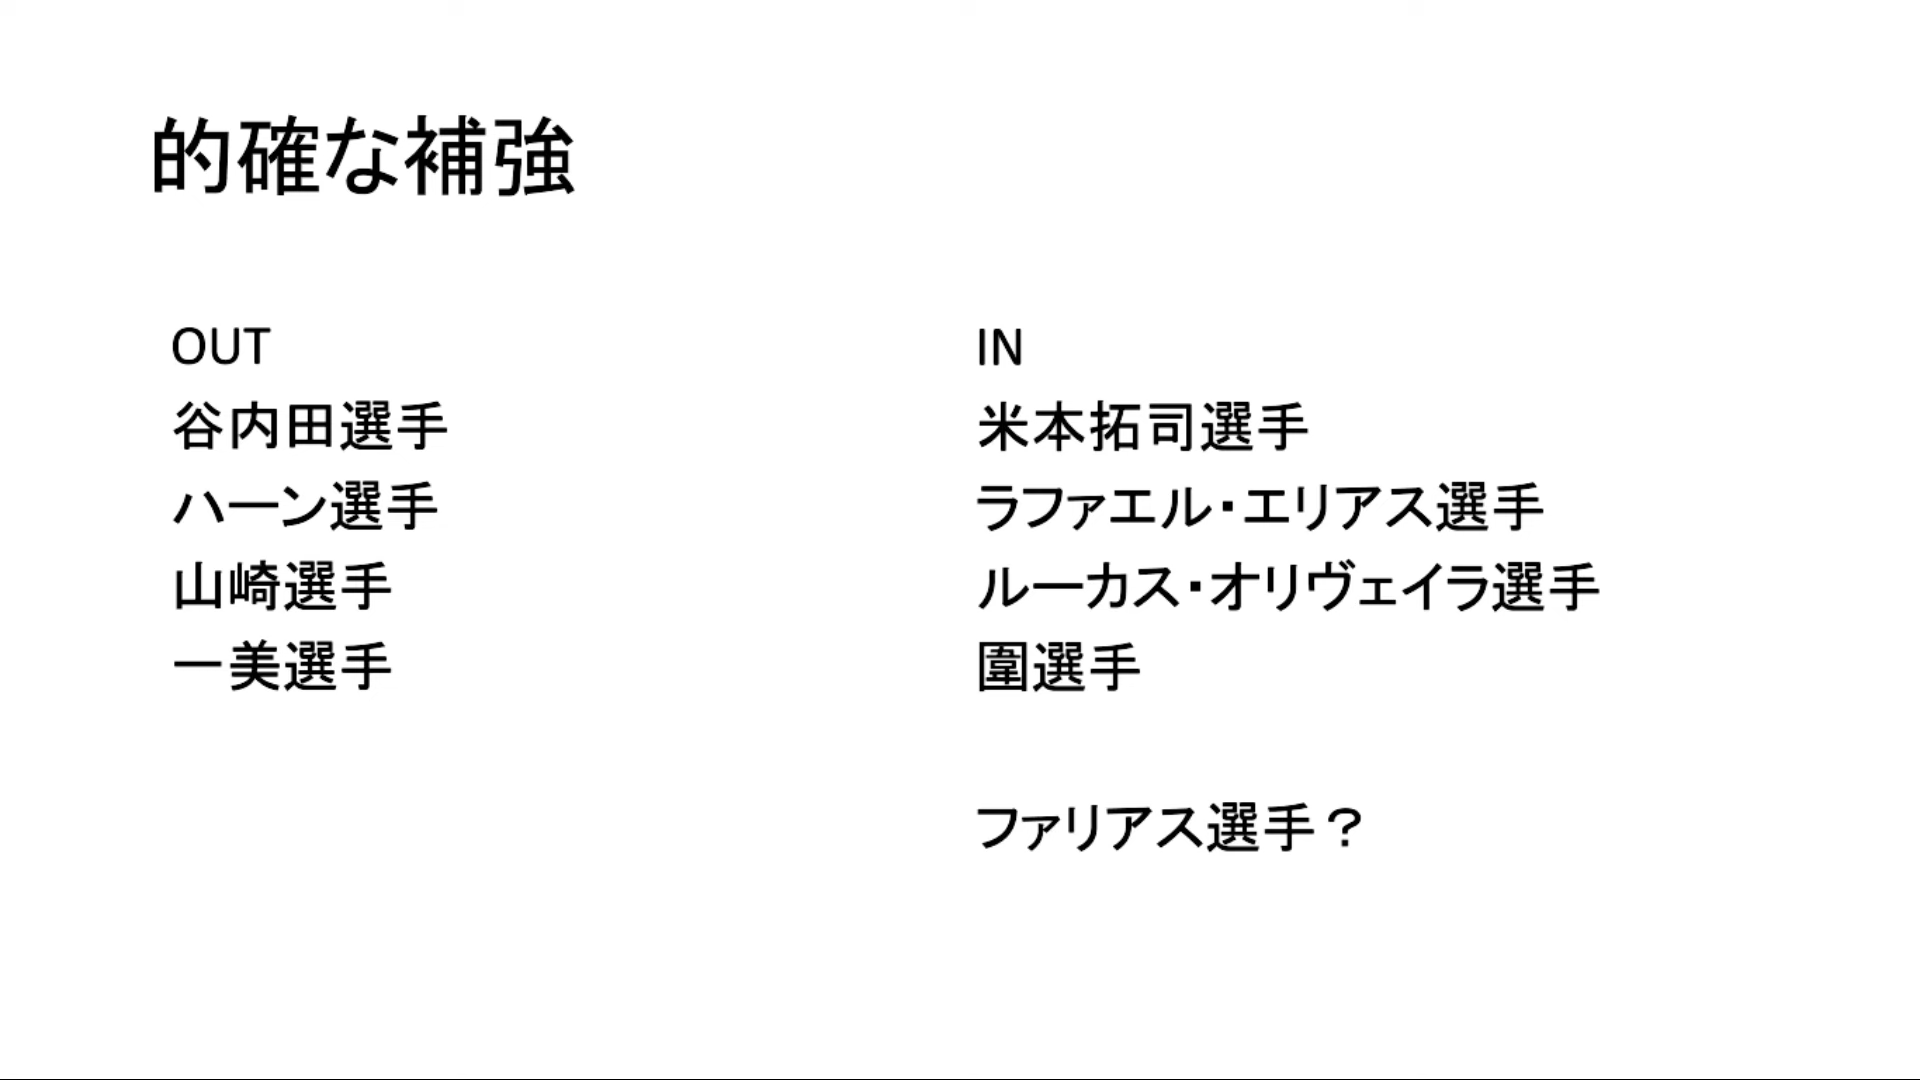 的確な補強
OUT
谷内田選手
ハーン選手
山崎選手
一美選手
IN
米本拓司選手
ラファエル・エリアス選手
ルーカス・オリヴェイラ選手
圍選手
ファリアス選手？